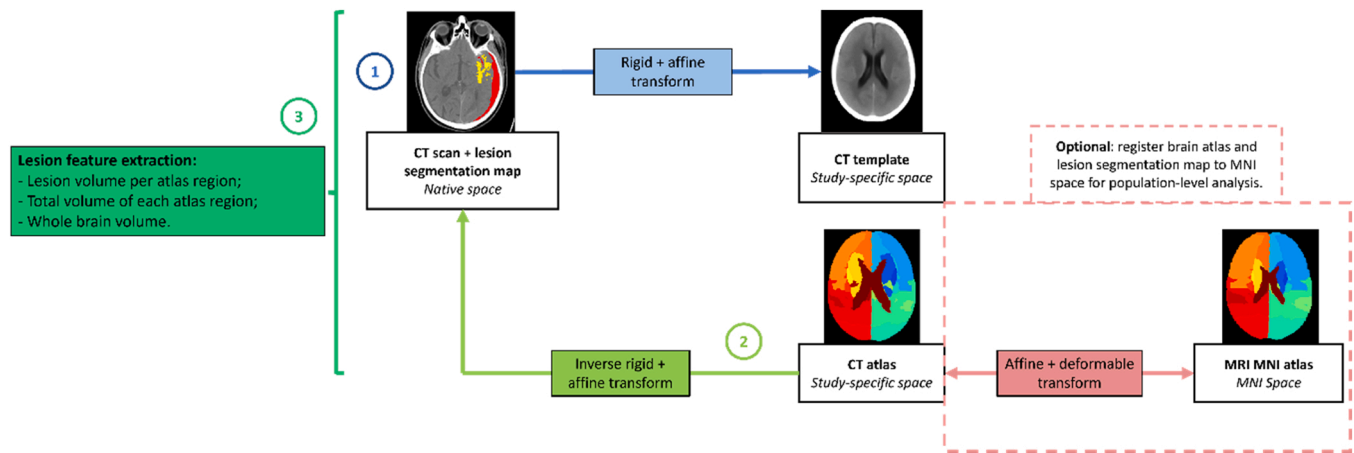 3
Lesion feature extraction:
- Lesion volume per atlas region;
- Total volume of each atlas region;
- Whole brain volume.
1
CT scan + lesion
segmentation map
Native space
Rigid + affine
transform
CT template
Study-specific space
Optional: register brain atlas and
lesion segmentation map to MNI
space for population-level analysis.
Inverse rigid +
affine transform
2
CT atlas
Study-specific space
Affine + deformable
transform
MRI MNI atlas
MNI Space